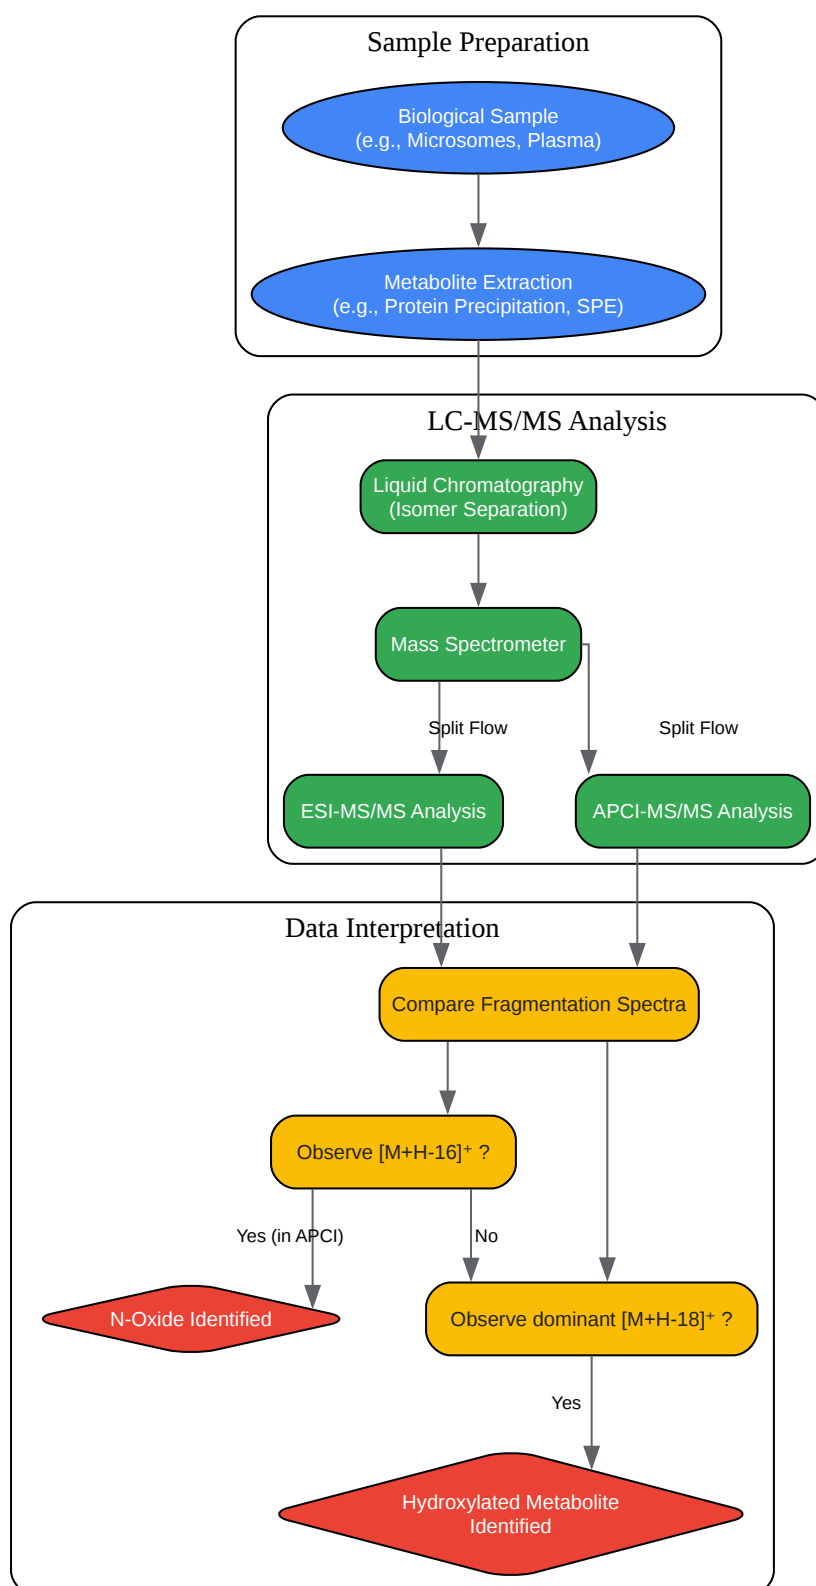 Sample Preparation
Biological Sample
(e.g., Microsomes, Plasma)
Metabolite Extraction
(e.g., Protein Precipitation, SPE)
LC-MS/MS Analysis
Liquid Chromatography
(Isomer Separation)
Mass Spectrometer
Split Flow
Split Flow
ESI-MS/MS Analysis
APCI-MS/MS Analysis
Data Interpretation
Compare Fragmentation Spectra
Observe [M+H-16]⁺ ?
Yes (in APCI)
No
N-Oxide Identified
Observe dominant [M+H-18]⁺ ?
Yes
Hydroxylated Metabolite
Identified